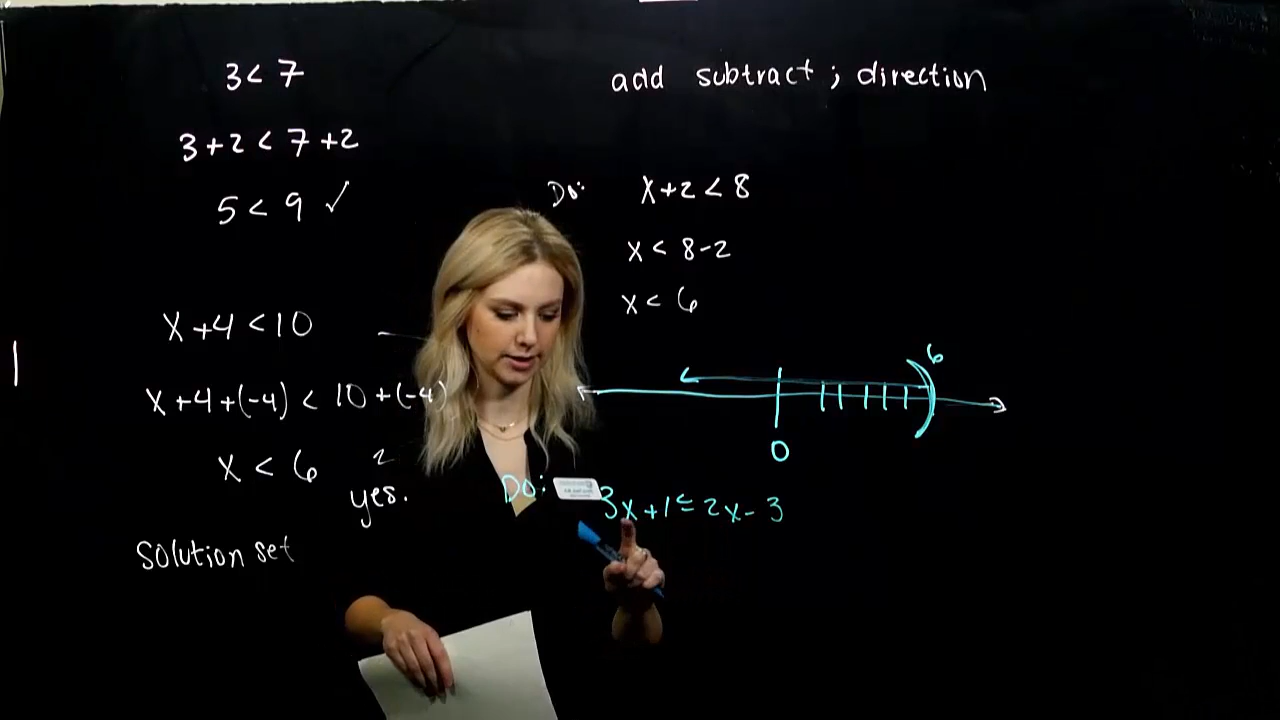 3 < 7
3 + 2 < 7 + 2
5 < 9 ✓
x + 4 < 10
x + 4 + (-4) < 10 + (-4)
x < 6
2
yes.
Solution set
add subtract ; direction
Do: x + 2 < 8
x < 8 - 2
x < 6
6
0
Do: 3x + 1 ≤ 2x - 3